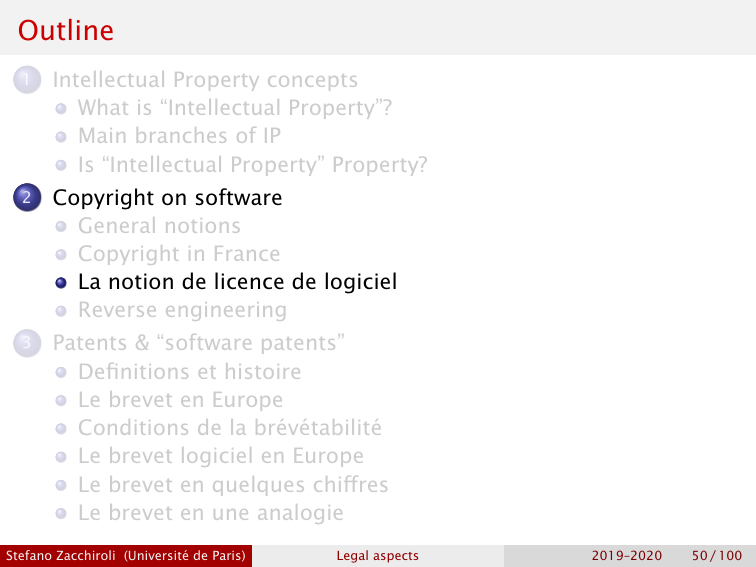 Outline
1 Intellectual Property concepts
What is “Intellectual Property”?
Main branches of IP
Is “Intellectual Property” Property?
2 Copyright on software
General notions
Copyright in France
La notion de licence de logiciel
Reverse engineering
3 Patents & “software patents”
Definitions et histoire
Le brevet en Europe
Conditions de la brévétabilité
Le brevet logiciel en Europe
Le brevet en quelques chiffres
Le brevet en une analogie
Stefano Zacchiroli (Université de Paris) Legal aspects 2019–2020 50 / 100